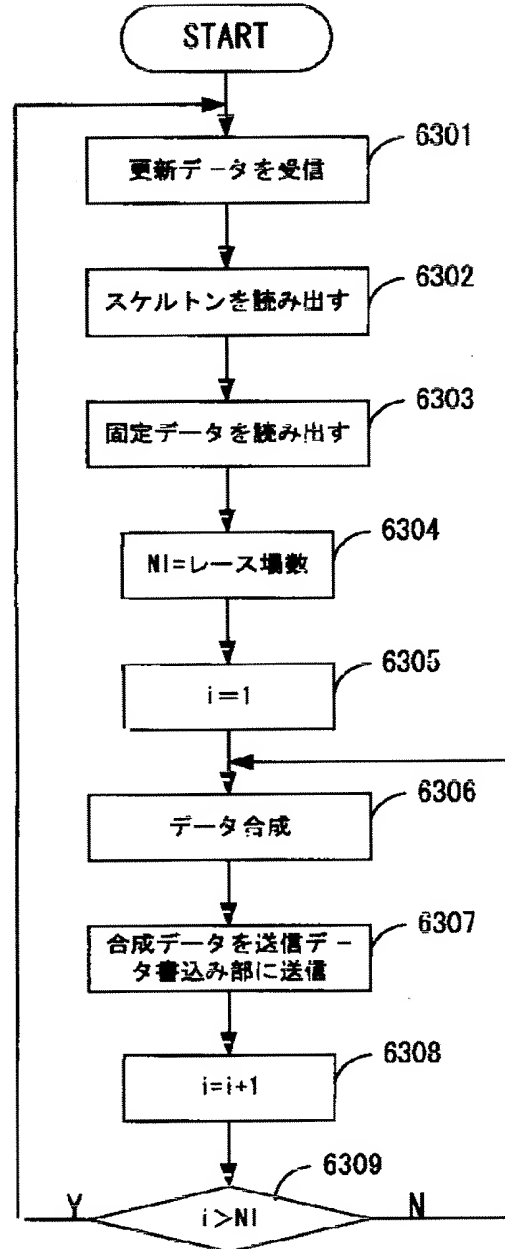 START
6301
更新データを受信
6302
スケルトンを読み出す
6303
固定データを読み出す
6304
NI=レース場数
6305
i=1
6306
データ合成
6307
合成データを送信デー
タ書込み部に送信
6308
i=i+1
6309
Y
i>NI
N